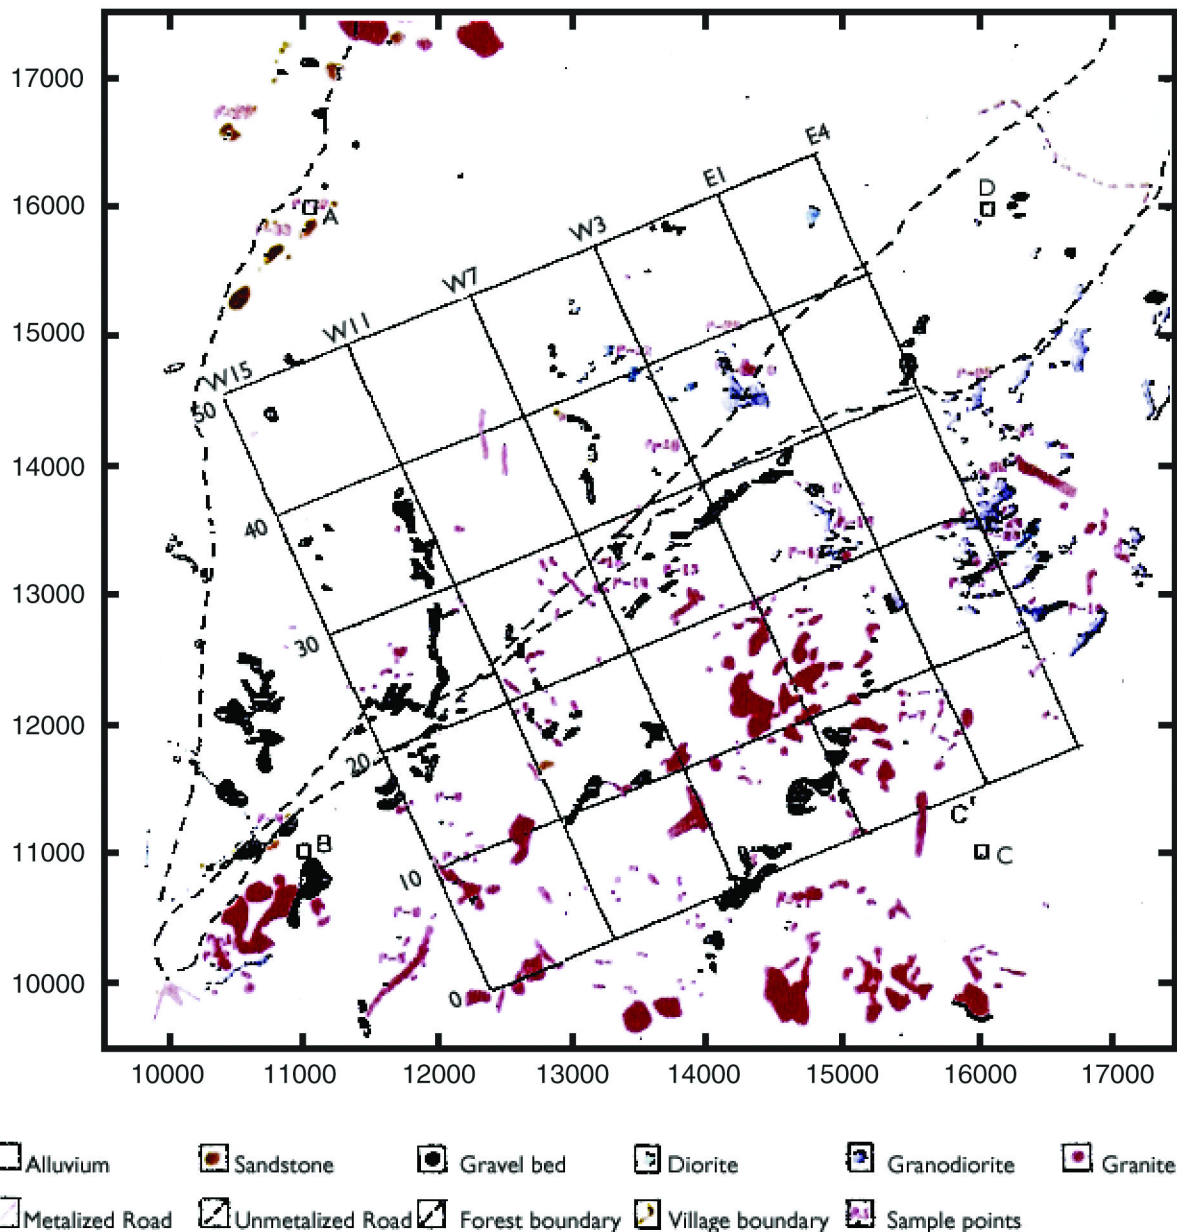 17000
16000
15000
14000
13000
12000
11000
10000
E4
E1
W3
W7
W11
W15
50
40
30
20
10
0
A
D
B
C'
C
10000 11000 12000 13000 14000 15000 16000 17000
Alluvium Sandstone Gravel bed Diorite Granodiorite Granite
Metalized Road Unmetalized Road Forest boundary Village boundary Sample points